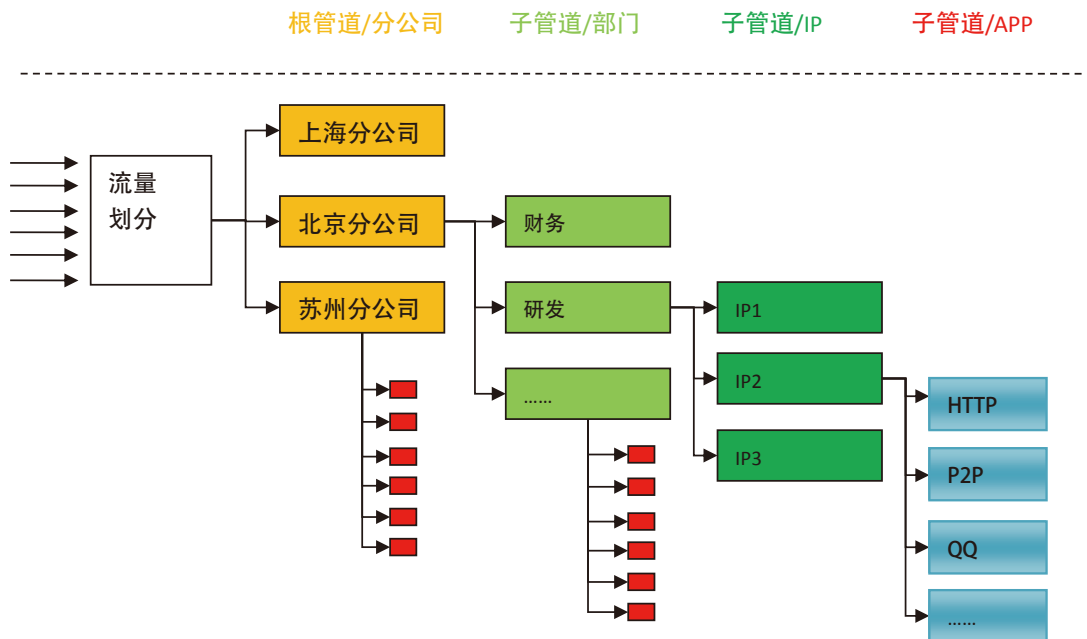 根管道/分公司
子管道/部门
子管道/IP
子管道/APP
流量
划分
上海分公司
北京分公司
苏州分公司
财务
研发
......
IP1
IP2
IP3
HTTP
P2P
QQ
......